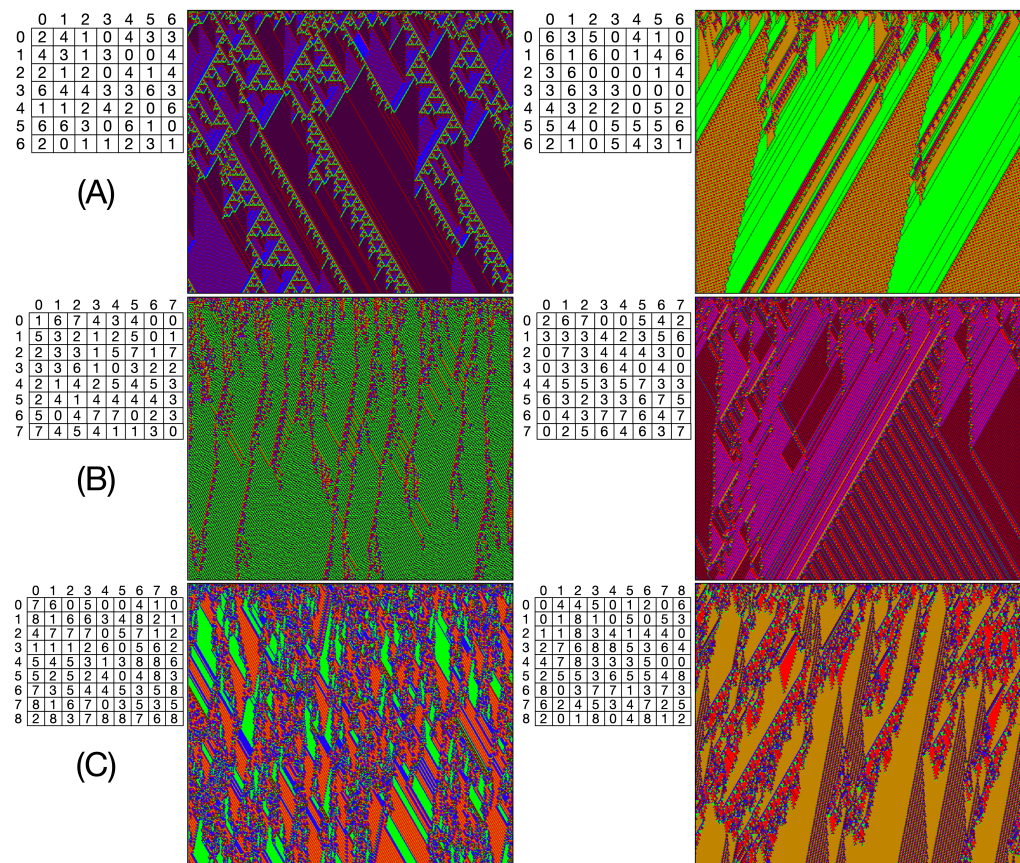 0 1 2 3 4 5 6
0 2 4 1 0 4 3 3
1 4 3 1 3 0 0 4
2 2 1 2 0 4 1 4
3 6 4 4 3 3 6 3
4 1 1 2 4 2 0 6
5 6 6 3 0 6 1 0
6 2 0 1 1 2 3 1
(A)
0 1 2 3 4 5 6
0 6 3 5 0 4 1 0
1 6 1 6 0 1 4 6
2 3 6 0 0 0 1 4
3 3 6 3 3 0 0 0
4 4 3 2 2 0 5 2
5 5 4 0 5 5 5 6
6 2 1 0 5 4 3 1
0 1 2 3 4 5 6 7
0 1 6 7 4 3 4 0 0
1 5 3 2 1 2 5 0 1
2 2 3 3 1 5 7 1 7
3 3 3 6 1 0 3 2 2
4 2 1 4 2 5 4 5 3
5 2 4 1 4 4 4 4 3
6 5 0 4 7 7 0 2 3
7 7 4 5 4 1 1 3 0
(B)
0 1 2 3 4 5 6 7
0 2 6 7 0 0 5 4 2
1 3 3 3 4 2 3 5 6
2 0 7 3 4 4 4 3 0
3 0 3 3 6 4 0 4 0
4 4 5 5 3 5 7 3 3
5 6 3 2 3 3 6 7 5
6 0 4 3 7 7 6 4 7
7 0 2 5 6 4 6 3 7
0 1 2 3 4 5 6 7 8
0 7 6 0 5 0 0 4 1 0
1 8 1 6 6 3 4 8 2 1
2 4 7 7 7 0 5 7 1 2
3 1 1 1 2 6 0 5 6 2
4 5 4 5 3 1 3 8 8 6
5 5 2 5 2 4 0 3 5 8
6 7 3 5 4 4 5 3 5 8
7 8 1 6 7 0 3 5 3 5
8 2 8 3 7 8 8 7 6 8
(C)
0 1 2 3 4 5 6 7 8
0 0 4 4 5 0 1 2 0 6
1 0 1 8 1 0 5 0 5 3
2 1 1 8 3 4 1 4 4 0
3 2 7 6 8 8 5 3 6 4
4 7 8 3 3 3 5 0 0
5 2 5 5 3 6 5 5 4 8
6 8 0 3 7 7 1 3 7 3
7 6 2 4 7 6 2 4 5
8 2 0 1 8 0 4 8 1 2